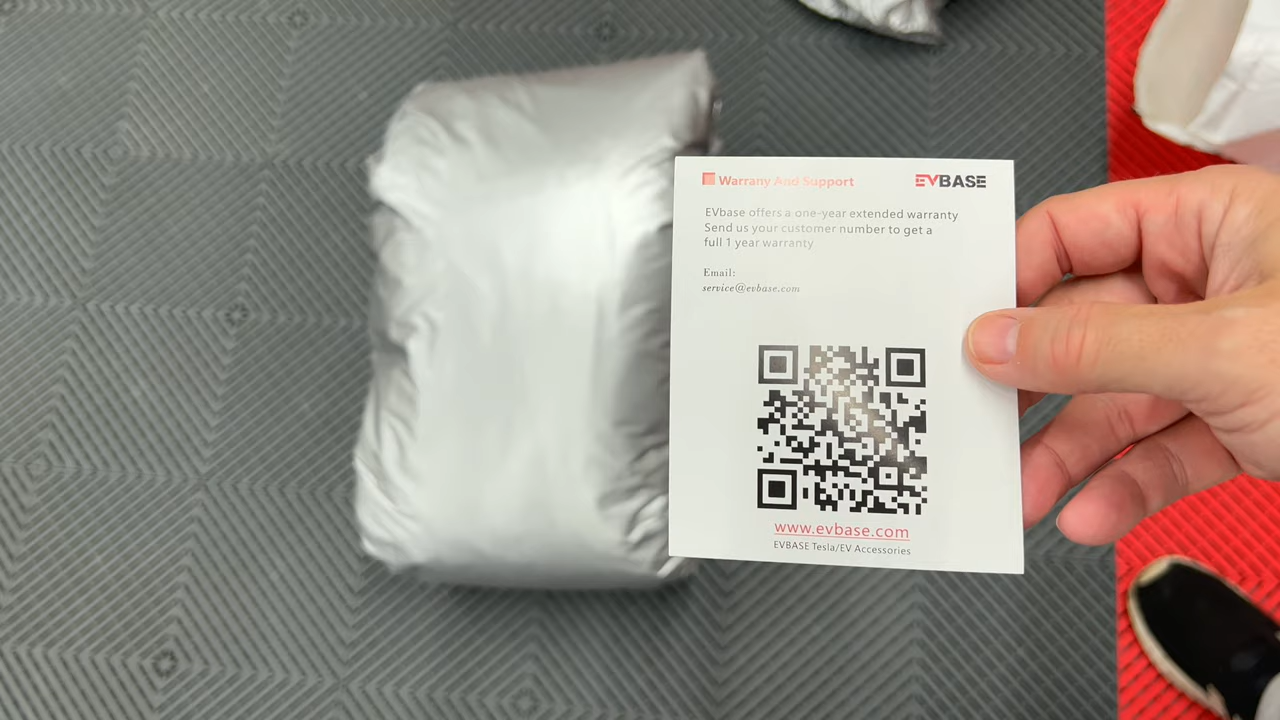 Warrany And Support
EVBASE
EVbase offers a one-year extended warranty
Send us your customer number to get a
full 1 year warranty
Email:
service@evbase.com
www.evbase.com
EVBASE Tesla/EV Accessories